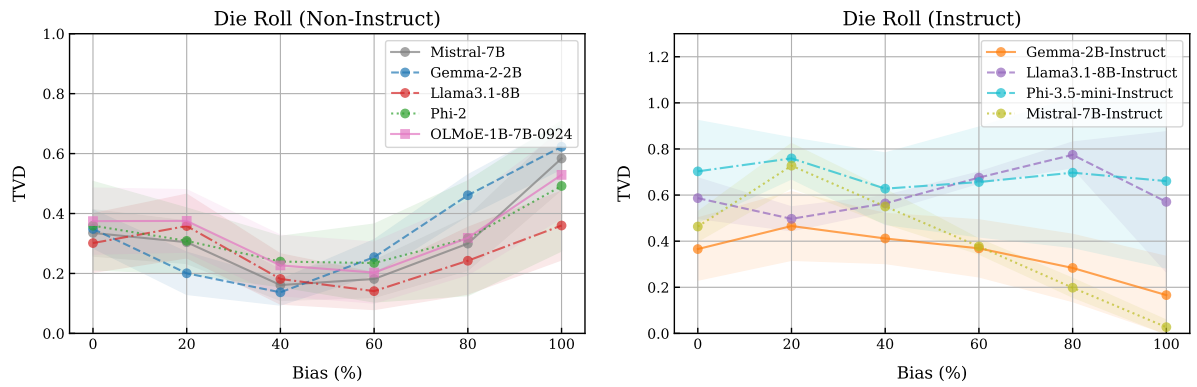 Die Roll (Non-Instruct)
TVD
1.0
0.8
0.6
0.4
0.2
0.0
0 20 40 60 80 100
Bias (%)
Mistral-7B
Gemma-2-2B
Llama3.1-8B
Phi-2
OLMoE-1B-7B-0924
Die Roll (Instruct)
TVD
1.2
1.0
0.8
0.6
0.4
0.2
0.0
0 20 40 60 80 100
Bias (%)
Gemma-2B-Instruct
Llama3.1-8B-Instruct
Phi-3.5-mini-Instruct
Mistral-7B-Instruct